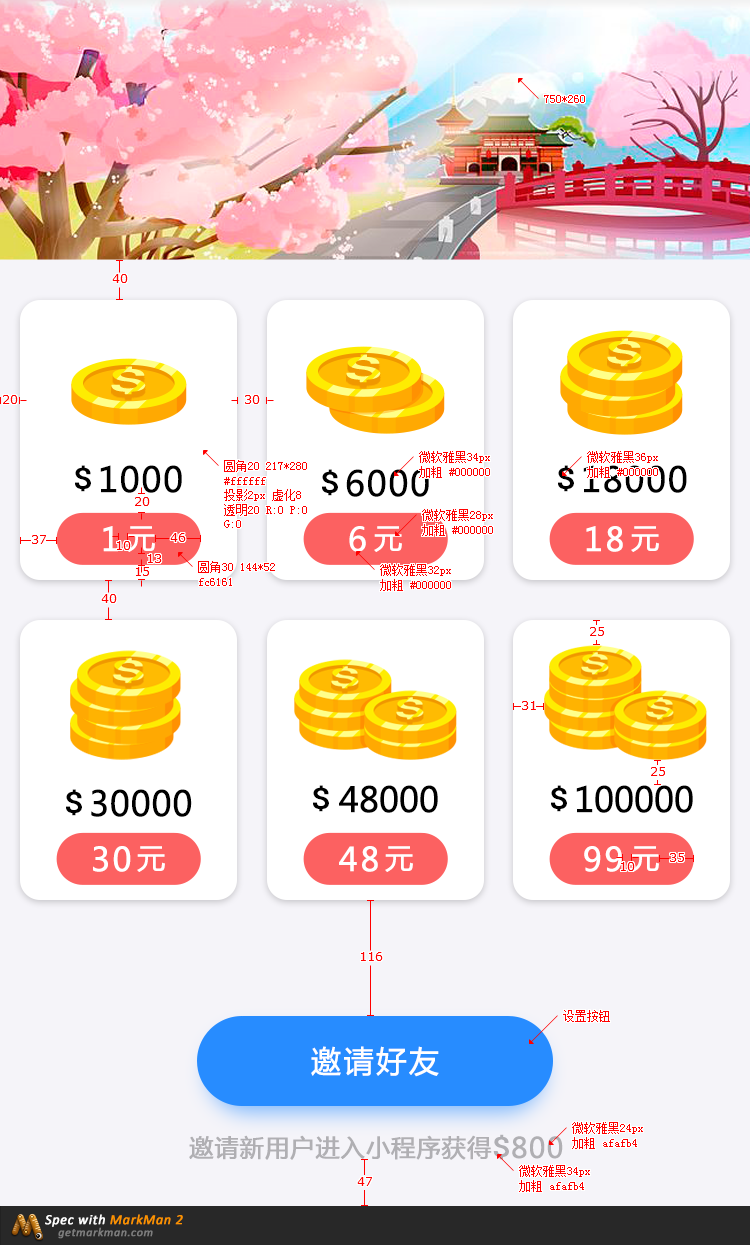 750*260
40
20
30
圆角20 217*280
#ffffff
投影2px 虚化8
透明20 R:0 P:0
G:0
微软雅黑34px
加粗 #000000
微软雅黑36px
加粗 #000000
$1000
$6000
$18000
20
微软雅黑28px
加粗 #000000
37
1元
10
46
13
15
6元
18元
圆角30 144*52
fc6161
微软雅黑32px
加粗 #000000
40
25
31
25
$30000
$48000
$100000
30元
48元
99元
10
35
116
设置按钮
邀请好友
微软雅黑24px
加粗 afafb4
邀请新用户进入小程序获得$800
微软雅黑34px
加粗 afafb4
47
Spec with MarkMan 2
getmarkman.com